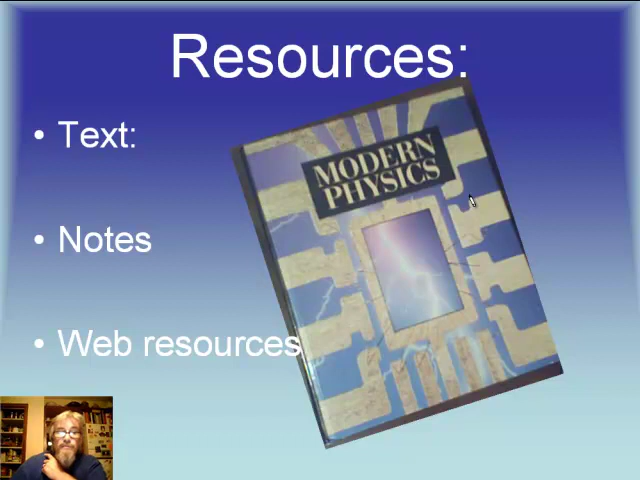 Resources:
• Text:
MODERN
PHYSICS
• Notes
• Web resources